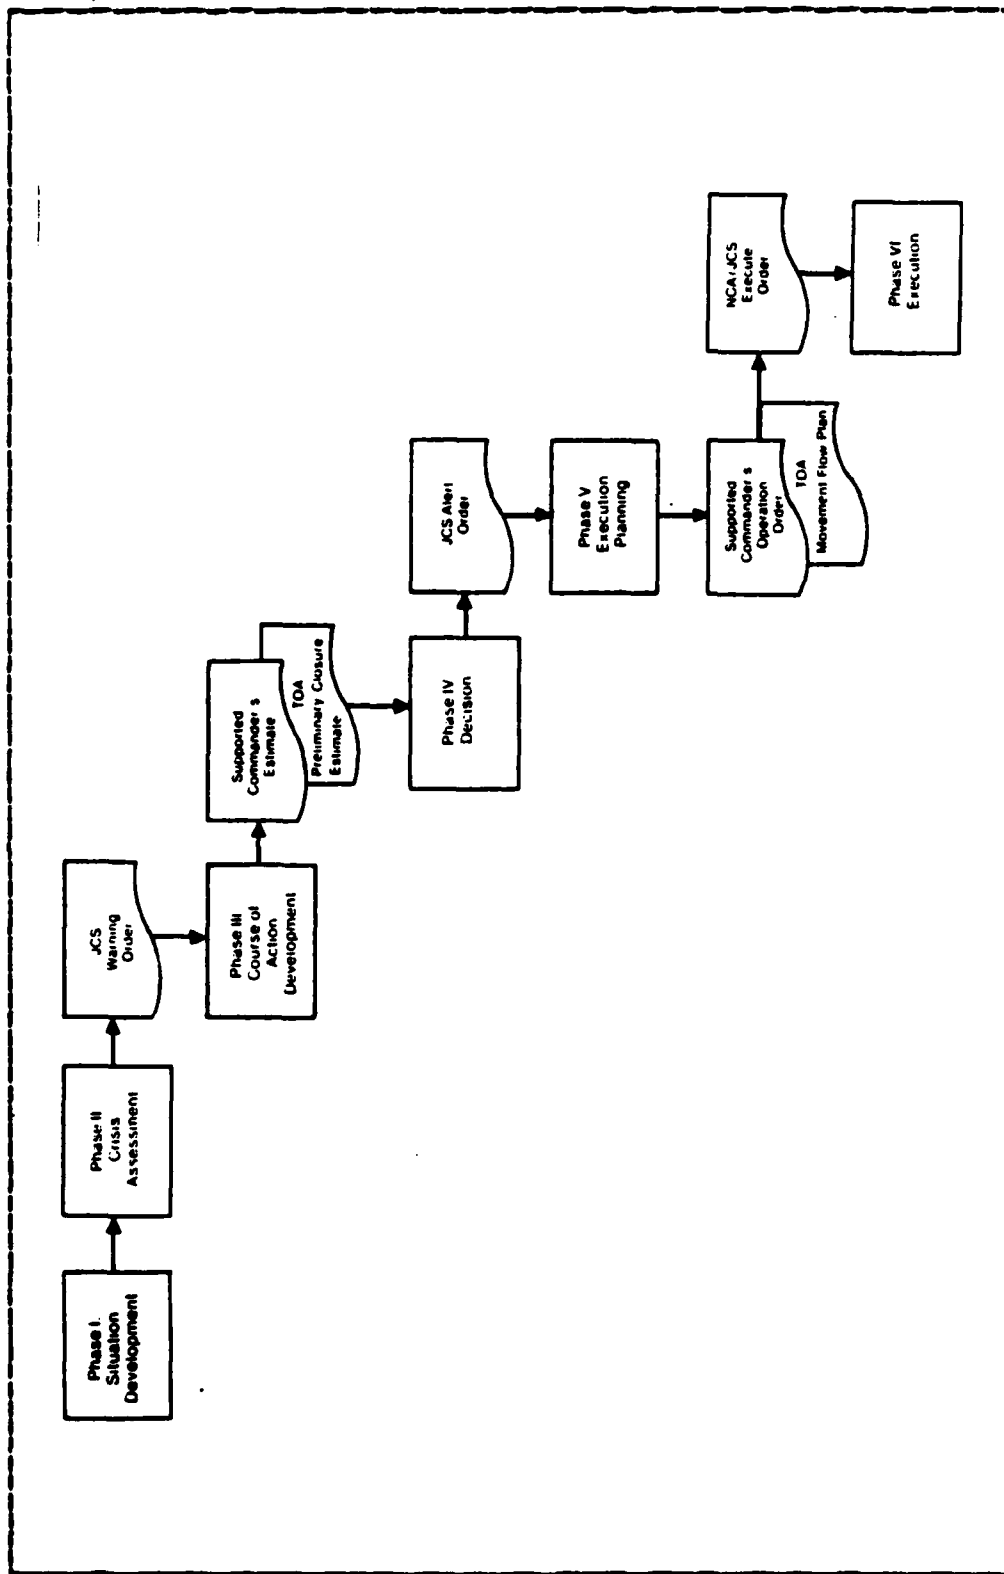 Phase I.
Situation
Development
Phase II
Crisis
Assessment
JCS
Warning
Order
Phase III
Course of
Action
Development
Supported
Commander s
Estimate
TDA
Preliminary Closure
Estimate
Phase IV
Decision
JCS Alert
Order
Phase V
Execution
Planning
Supported
Commander s
Operation
Order
TDA
Movement Flow Plan
NCA/JCS
Execute
Order
Phase VI
Execution